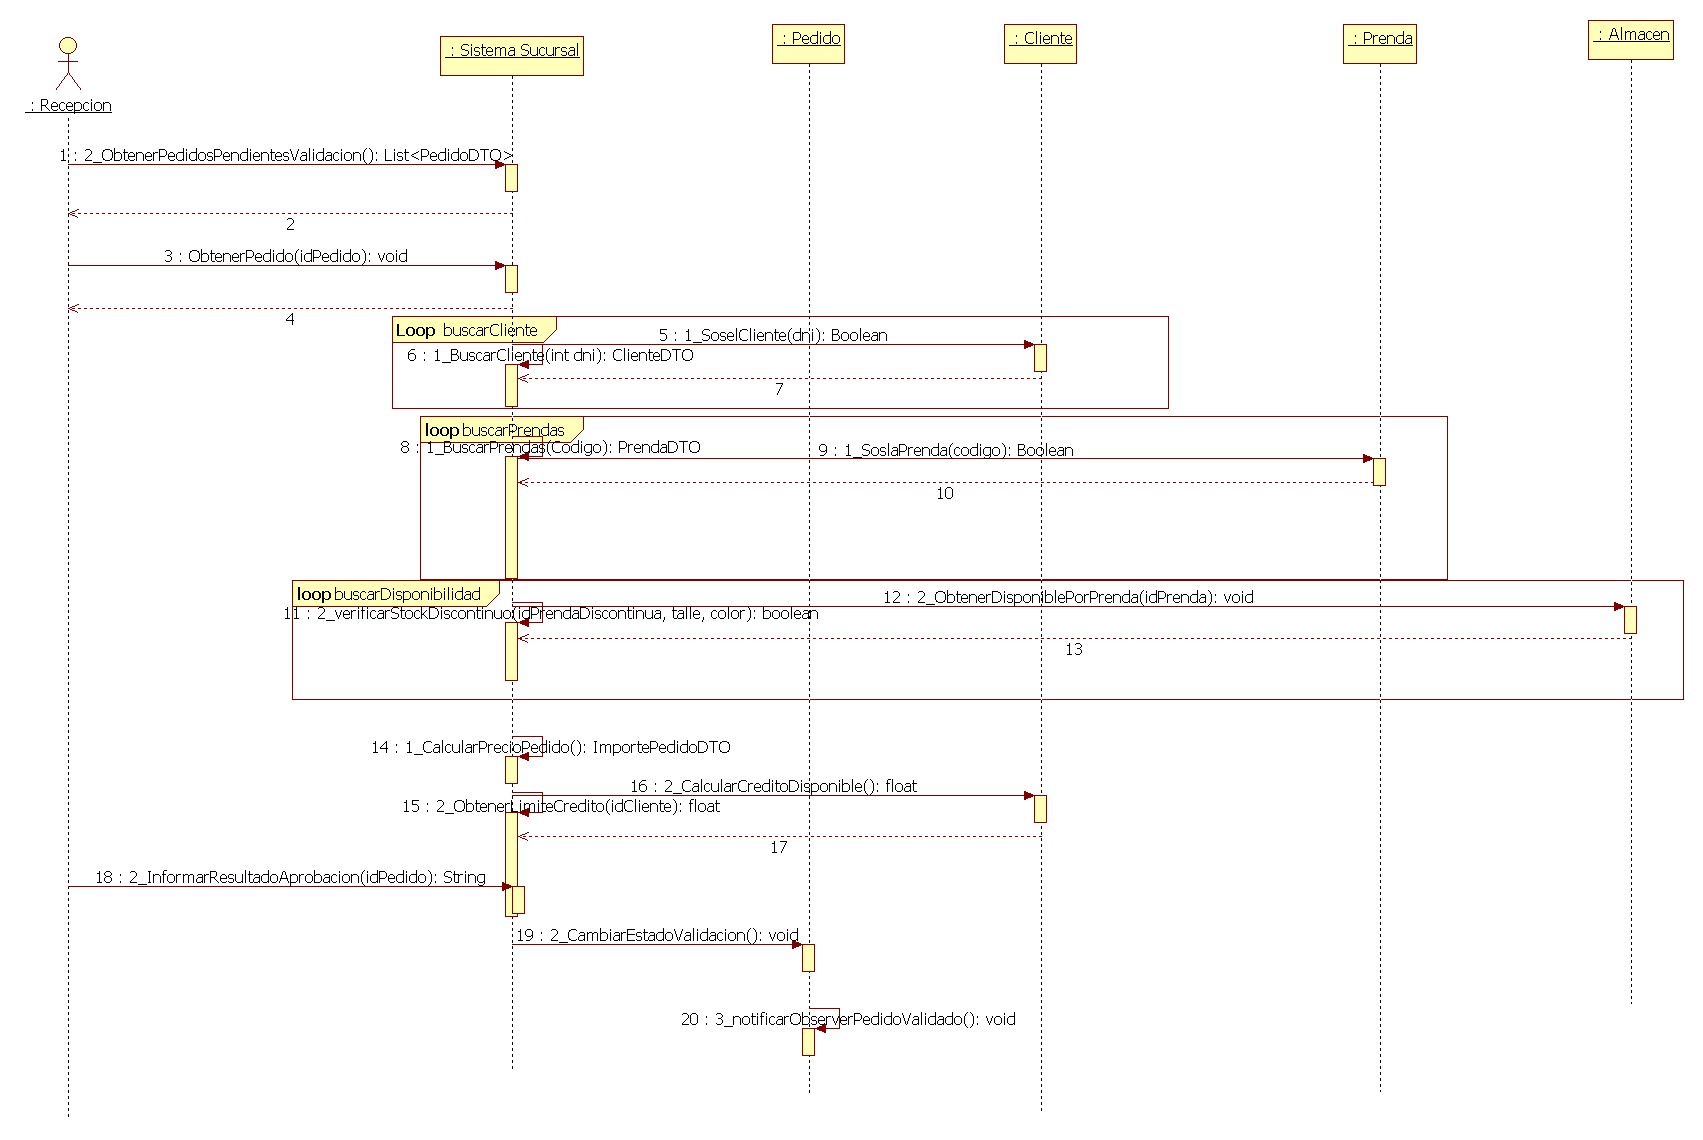 : Recepcion
: Sistema Sucursal
: Pedido
: Cliente
: Prenda
: Almacen
1 : 2_ObtenerPedidosPendientesValidacion(): List<PedidoDTO>
2
3 : ObtenerPedido(idPedido): void
4
Loop buscarCliente
5 : 1_SoselCliente(dni): Boolean
6 : 1_BuscarCliente(int dni): ClienteDTO
7
loop buscarPrendas
8 : 1_BuscarPrendas(Codigo): PrendaDTO
9 : 1_SoslaPrenda(codigo): Boolean
10
loop buscarDisponibilidad
12 : 2_ObtenerDisponiblePorPrenda(idPrenda): void
11 : 2_verificarStockDiscontinuo(idPrendaDiscontinua, talle, color): boolean
13
14 : 1_CalcularPrecioPedido(): ImportePedidoDTO
16 : 2_CalcularCreditoDisponible(): float
15 : 2_ObtenerLimiteCredito(idCliente): float
17
18 : 2_InformarResultadoAprobacion(idPedido): String
19 : 2_CambiarEstadoValidacion(): void
20 : 3_notificarObserverPedidoValidado(): void